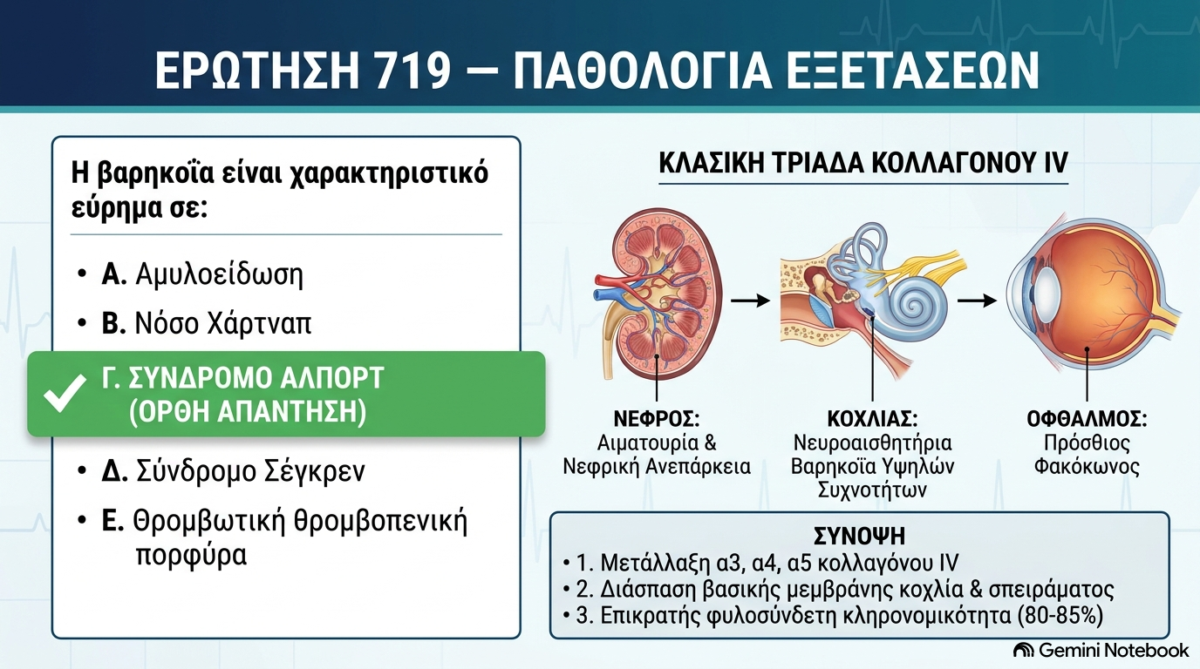 ΕΡΩΤΗΣΗ 719 — ΠΑΘΟΛΟΓΙΑ ΕΞΕΤΑΣΕΩΝ
Η βαρηκοΐα είναι χαρακτηριστικό
εύρημα σε:
• Α. Αμυλοείδωση
• Β. Νόσο Χάρτναπ
Γ. ΣΥΝΔΡΟΜΟ ΑΛΠΟΡΤ
(ΟΡΘΗ ΑΠΑΝΤΗΣΗ)
• Δ. Σύνδρομο Σέγκρεν
• Ε. Θρομβωτική θρομβοπενική
πορφύρα
ΚΛΑΣΙΚΗ ΤΡΙΑΔΑ ΚΟΛΛΑΓΟΝΟΥ IV
ΝΕΦΡΟΣ:
Αιματουρία &
Νεφρική Ανεπάρκεια
ΚΟΧΛΙΑΣ:
Νευροαισθητήρια
Βαρηκοΐα Υψηλών
Συχνοτήτων
ΟΦΘΑΛΜΟΣ:
Πρόσθιος
Φακόκωνος
ΣΥΝΟΨΗ
• 1. Μετάλλαξη α3, α4, α5 κολλαγόνου IV
• 2. Διάσπαση βασικής μεμβράνης κοχλία & σπειράματος
• 3. Επικρατής φυλοσύνδετη κληρονομικότητα (80-85%)
Gemini Notebook